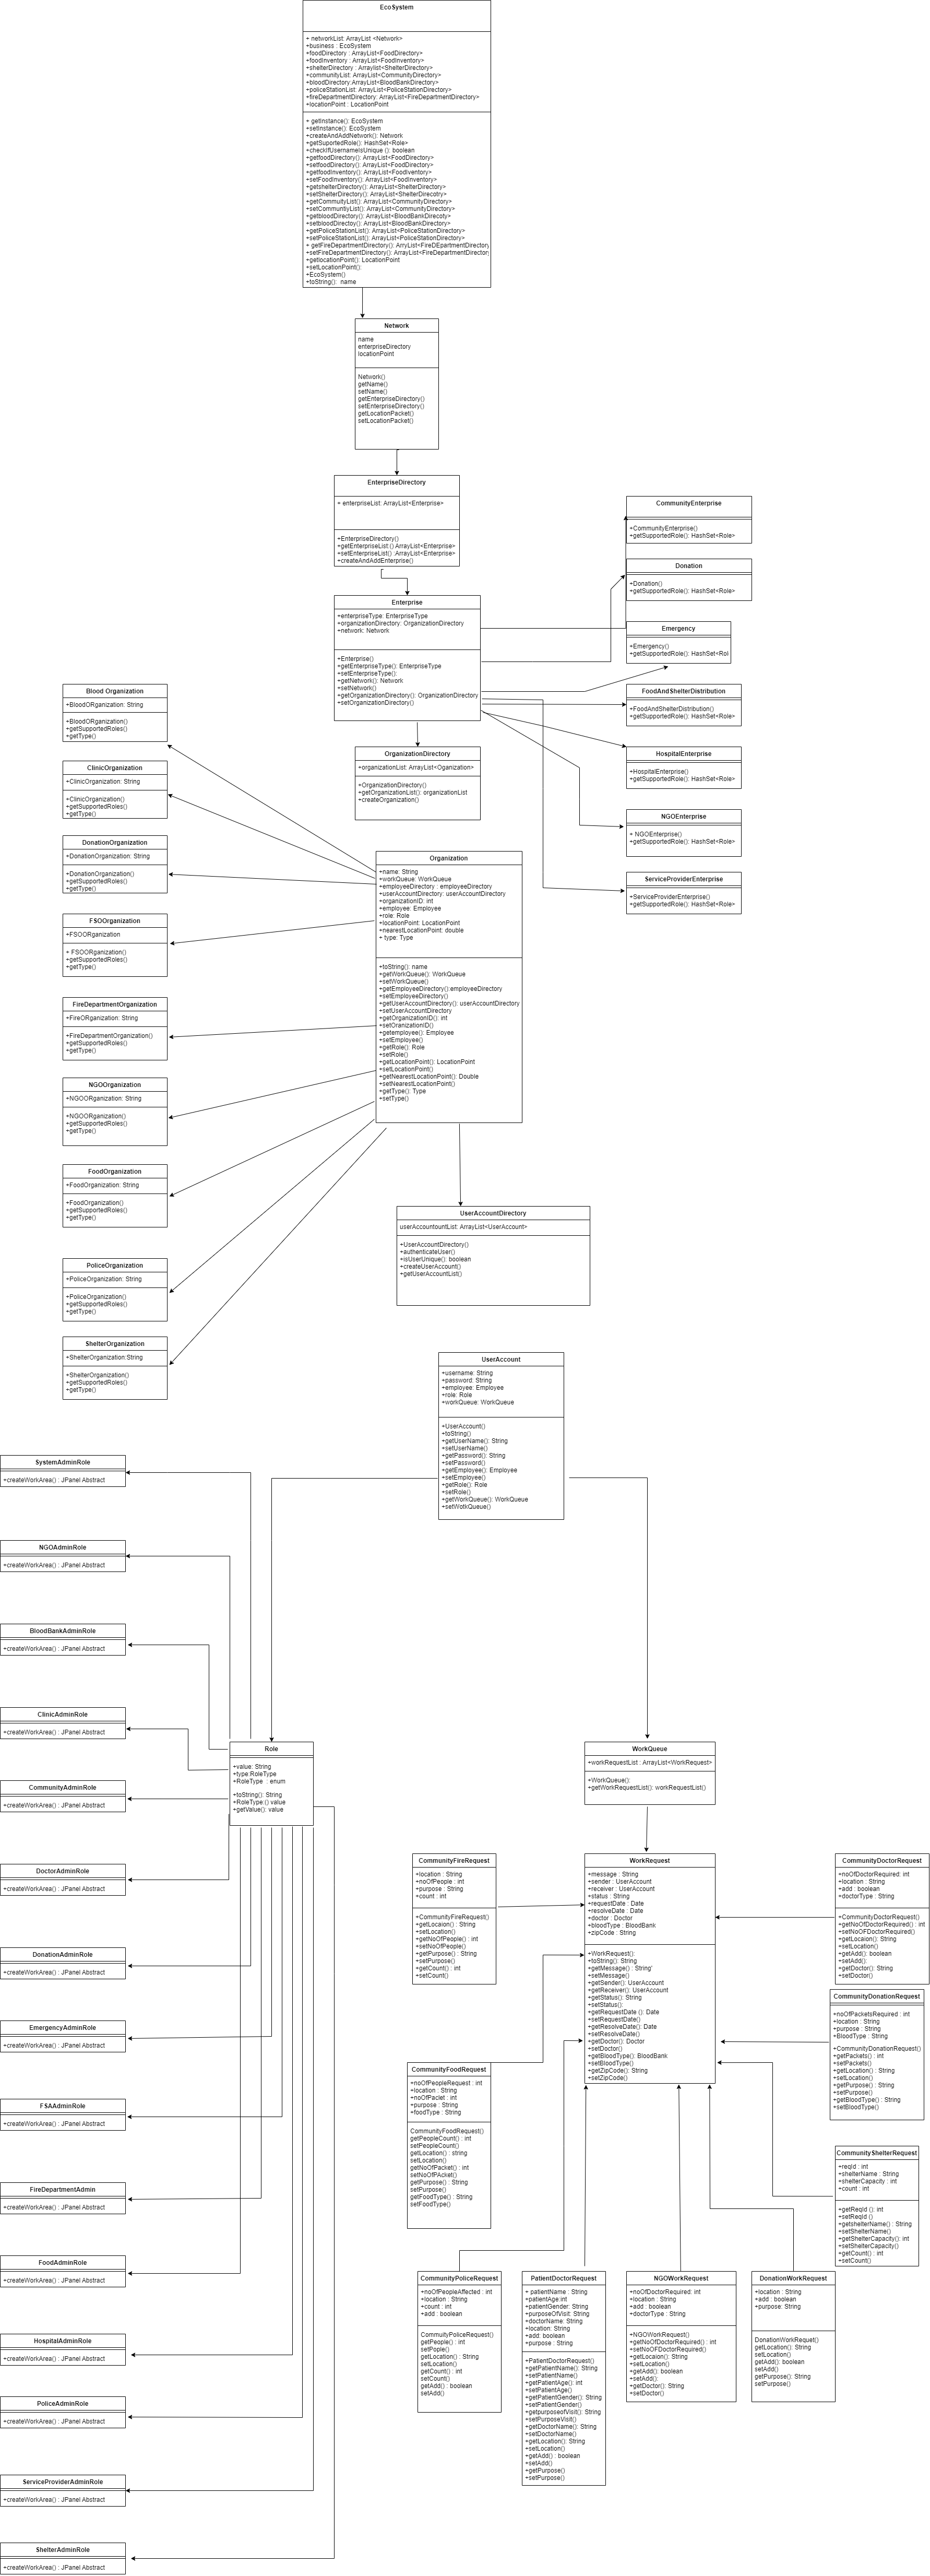 EcoSystem
+ networkList: ArrayList <Network>
+business : EcoSystem
+foodDirectory : ArrayList<FoodDirectory>
+foodInventory : ArrayList<FoodInventory>
+shelterDirectory : Arraylist<ShelterDirectory>
+communityList: ArrayList<CommunityDirectory>
+bloodDirectory:ArrayList<BloodBankDirectory>
+policeStationList: ArrayList<PoliceStationDirectory>
+fireDepartmentDirectory: ArrayList<FireDepartmentDirectory>
+locationPoint : LocationPoint
+ getInstance(): EcoSystem
+setInstance(): EcoSystem
+createAndAddNetwork(): Network
+getSuportedRole(): HashSet<Role>
+checkIfUsernameIsUnique (): boolean
+getfoodDirectory(): ArrayList<FoodDirectory>
+setfoodDirectory(): ArrayList<FoodDirectory>
+getfoodInventory(): ArrayList<FoodIventory>
+setFoodInventory(): ArrayList<FoodInventory>
+getshelterDirectory(): ArrayList<ShelterDirectory>
+setShelterDirectory(): ArrayList<ShelterDirecotry>
+getCommuityList(): ArrayList<CommunityDirectory>
+setCommuntiyList(): ArrayList<CommunityDirectory>
+getbloodDirectory(): ArrayList<BloodBankDirecoty>
+setbloodDirectoy(): ArrayList<BloodBankDirectory>
+getPoliceStationList(): ArrayList<PoliceStationDirectory>
+setPoliceStationList(): ArrayList<PoliceStationDirectory>
+ getFireDepartmentDirectory(): ArryList<FireDEpartmentDirectory
+setFireDepartmentDirectory(): ArrayList<FireDepartmentDirectory
+getlocationPoint(): LocationPoint
+setLocationPoint():
+EcoSystem()
+toString(): name
Network
name
enterpriseDirectory
locationPoint
Network()
getName()
setName()
getEnterpriseDirectory()
setEnterpriseDirectory()
getLocationPacket()
setLocationPacket()
EnterpriseDirectory
+ enterpriseList: ArrayList<Enterprise>
+EnterpriseDirectory()
+getEnterpriseList:() ArrayList<Enterprise>
+setEnterpriseList() :ArrayList<Enterprise>
+createAndAddEnterprise()
CommunityEnterprise
+CommunityEnterprise()
+getSupportedRole(): HashSet<Role>
Donation
+Donation()
+getSupportedRole(): HashSet<Role>
Enterprise
+enterpriseType: EnterpriseType
+organizationDirectory: OrganizationDirectory
+network: Network
+Enterprise()
+getEnterpriseType(): EnterpriseType
+setEnterpriseType():
+getNetwork(): Network
+setNetwork()
+getOrganizationDirectory(): OrganizationDirectory
+setOrganizationDirectory()
Emergency
+Emergency()
+getSupportedRole(): HashSet<Rol
FoodAndShelterDistribution
+FoodAndShelterDistribution()
+getSupportedRole(): HashSet<Role>
HospitalEnterprise
+HospitalEnterprise()
+getSupportedRole(): HashSet<Role>
NGOEnterprise
+ NGOEnterprise()
+getSupportedRole(): HashSet<Role>
ServiceProviderEnterprise
+ServiceProviderEnterprise()
+getSupportedRole(): HashSet<Role>
OrganizationDirectory
+organizationList: ArrayList<Oganization>
+OrganizationDirectory()
+getOrganizationList(): organizationList
+createOrganization()
Blood Organization
+BloodORganization: String
+BloodORganization()
+getSupportedRoles()
+getType()
ClinicOrganization
+ClinicOrganization: String
+ClinicOrganization()
+getSupportedRoles()
+getType()
DonationOrganization
+DonationOrganization: String
+DonationOrganization()
+getSupportedRoles()
+getType()
FSOOrganization
+FSOORganization
+ FSOORganization()
+getSupportedRoles()
+getType()
FireDepartmentOrganization
+FireORganization: String
+FireDepartmentOrganization()
+getSupportedRoles()
+getType()
NGOOrganization
+NGOORganization: String
+NGOORganization()
+getSupportedRoles()
+getType()
FoodOrganization
+FoodOrganization: String
+FoodOrganization()
+getSupportedRoles()
+getType()
PoliceOrganization
+PoliceOrganization: String
+PoliceOrganization()
+getSupportedRoles()
+getType()
ShelterOrganization
+ShelterOrganization:String
+ShelterOrganization()
+getSupportedRoles()
+getType()
Organization
+name: String
+workQueue: WorkQueue
+employeeDirectory : employeeDirectory
+userAccountDirectory: userAccountDirectory
+organizationID: int
+employee: Employee
+role: Role
+locationPoint: LocationPoint
+nearestLocationPoint: double
+ type: Type
+toString(): name
+getWorkQueue(): WorkQueue
+setWorkQueue()
+getEmployeeDirectory():employeeDirectory
+setEmployeeDirectory()
+getUserAccountDirectory(): userAccountDirectory
+setUserAccountDirectory
+getOrganizationID(): int
+setOranizationID()
+getemployee(): Employee
+setEmployee()
+getRole(): Role
+setRole()
+getLocationPoint(): LocationPoint
+setLocationPoint()
+getNearestLocationPoint(): Double
+setNearestLocationPoint()
+getType(): Type
+setType()
UserAccountDirectory
userAccountountList: ArrayList<UserAccount>
+UserAccountDirectory()
+authenticateUser()
+isUserUnique(): boolean
+createUserAccount()
+getUserAccountList()
UserAccount
+username: String
+password: String
+employee: Employee
+role: Role
+workQueue: WorkQueue
+UserAccount()
+toString()
+getUserName(): String
+setUserName():
+getPassword(): String
+setPassword()
+getEmployee(): Employee
+setEmployee()
+getRole(): Role
+setRole()
+getWorkQueue(): WorkQueue
+setWotkQueue()
SystemAdminRole
+createWorkArea() : JPanel Abstract
NGOAdminRole
+createWorkArea() : JPanel Abstract
BloodBankAdminRole
+createWorkArea() : JPanel Abstract
ClinicAdminRole
+createWorkArea() : JPanel Abstract
CommunityAdminRole
+createWorkArea() : JPanel Abstract
DoctorAdminRole
+createWorkArea() : JPanel Abstract
DonationAdminRole
+createWorkArea() : JPanel Abstract
EmergencyAdminRole
+createWorkArea() : JPanel Abstract
FSAAdminRole
+createWorkArea() : JPanel Abstract
FireDepartmentAdmin
+createWorkArea() : JPanel Abstract
FoodAdminRole
+createWorkArea() : JPanel Abstract
HospitalAdminRole
+createWorkArea() : JPanel Abstract
PoliceAdminRole
+createWorkArea() : JPanel Abstract
ServiceProviderAdminRole
+createWorkArea() : JPanel Abstract
ShelterAdminRole
+createWorkArea() : JPanel Abstract
Role
+value: String
+type:RoleType
+RoleType : enum
+toString(): String
+RoleType:() value
+getValue(): value
WorkQueue
+workRequestList : ArrayList<WorkRequest>
+WorkQueue():
+getWorkRequestList(): workRequestList()
CommunityFireRequest
+location : String
+noOfPeople : int
+purpose : String
+count : int
+CommunityFireRequest()
+getLocaion() : String
+setLocation()
+getNoOfPeople() : int
+setNoOfPeople()
+getPurpose() : String
+setPurpose()
+getCount() : int
+setCount()
WorkRequest
+message : String
+sender : UserAccount
+receiver : UserAccount
+status : String
+requestDate : Date
+resolveDate : Date
+doctor : Doctor
+bloodType : BloodBank
+zipCode : String
+WorkRequest():
+toString(): String
+getMessage() : String'
+setMessage()
+getSender(): UserAccount
+getReceiver(): UserAccount
+getStatus(): String
+setStatus():
+getRequestDate (): Date
+setRequestDate()
+getResolveDate(): Date
+setResolveDate()
+getDoctor(): Doctor
+setDoctor()
+getBloodType(): BloodBank
+setBloodType()
+getZipCode(): String
+setZipCode()
CommunityDoctorRequest
+noOfDoctorRequired: int
+location : String
+add : boolean
+doctorType : String
+CommunityDoctorRequest()
+getNoOfDoctorRequired() : int
+setNoOFDoctorRequired()
+getLocaion(): String
+setLocation()
+getAdd(): boolean
+setAdd():
+getDoctor(): String
+setDoctor()
CommunityDonationRequest
+noOfPacketsRequired : int
+location : String
+purpose : String
+BloodType : String
+CommunityDonationRequest()
+getPackets() : int
+setPackets()
+getLocation() : String
+setLocation()
+getPurpose() : String
+setPurpose()
+getBloodType() : String
+setBloodType()
CommunityFoodRequest
+noOfPeopleRequest : int
+location : String
+noOfPaclet : int
+purpose : String
+foodType : String
CommunityFoodRequest()
getPeopleCount() : int
setPeopleCount()
getLocation() : string
setLocation()
getNoOfPacket() : int
setNoOfPAcket()
getPurpose() : String
setPurpose()
getFoodType() : String
setFoodType()
CommunityShelterRequest
+reqId : int
+shelterName : String
+shelterCapacity : int
+count : int
+getReqId (): int
+setReqId ()
+getshelterName() : String
+setShelterName()
+getShelterCapacity(): int
+setShelterCapacity()
+getCount() : int
+setCount()
CommunityPoliceRequest
+noOfPeopleAffected : int
+location : String
+count : int
+add : boolean
CommuityPoliceRequest()
getPeople() : int
setPople()
getLocation() : String
setLocation()
getCount() : int
setCount()
getAdd() : boolean
setAdd()
PatientDoctorRequest
+ patientName : String
+patientAge:int
+patientGender: String
+purposeOfVisit: String
+doctorName: String
+location: String
+add: boolean
+purpose : String
+PatientDoctorRequest()
+getPatientName(): String
+setPatientName()
+getPatientAge(): int
+setPatientAge()
+getPatientGender(): String
+setPatientGender()
+getpurposeofVisit(): String
+setPurposeVisit()
+getDoctorName(): String
+setDoctorName()
+getLocation(): String
+setLocation()
+getAdd() : boolean
+setAdd()
+getPurpose()
+setPurpose()
NGOWorkRequest
+noOfDoctorRequired: int
+location : String
+add : boolean
+doctorType : String
+NGOWorkRequest()
+getNoOfDoctorRequired() : int
+setNoOFDoctorRequired()
+getLocaion(): String
+setLocation()
+getAdd(): boolean
+setAdd():
+getDoctor(): String
+setDoctor()
DonationWorkRequest
+location : String
+add : boolean
+purpose: String
DonationWorkRequet()
getLocation(): String
setLocation()
getAdd(): boolean
setAdd()
getPurpose(): String
setPurpose()